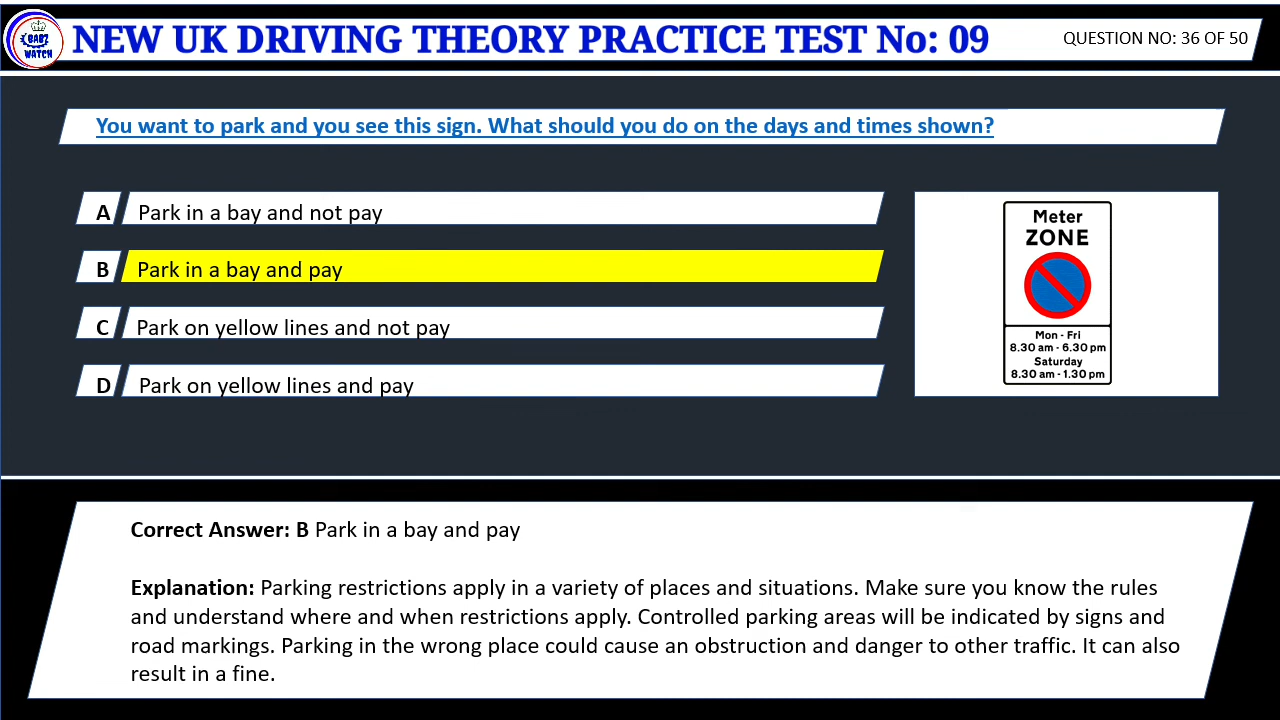 BABZ
WATCH
NEW UK DRIVING THEORY PRACTICE TEST No: 09
QUESTION NO: 36 OF 50
You want to park and you see this sign. What should you do on the days and times shown?
A Park in a bay and not pay
B Park in a bay and pay
C Park on yellow lines and not pay
D Park on yellow lines and pay
Meter
ZONE
Mon - Fri
8.30 am - 6.30 pm
Saturday
8.30 am - 1.30 pm
Correct Answer: B Park in a bay and pay
Explanation: Parking restrictions apply in a variety of places and situations. Make sure you know the rules
and understand where and when restrictions apply. Controlled parking areas will be indicated by signs and
road markings. Parking in the wrong place could cause an obstruction and danger to other traffic. It can also
result in a fine.